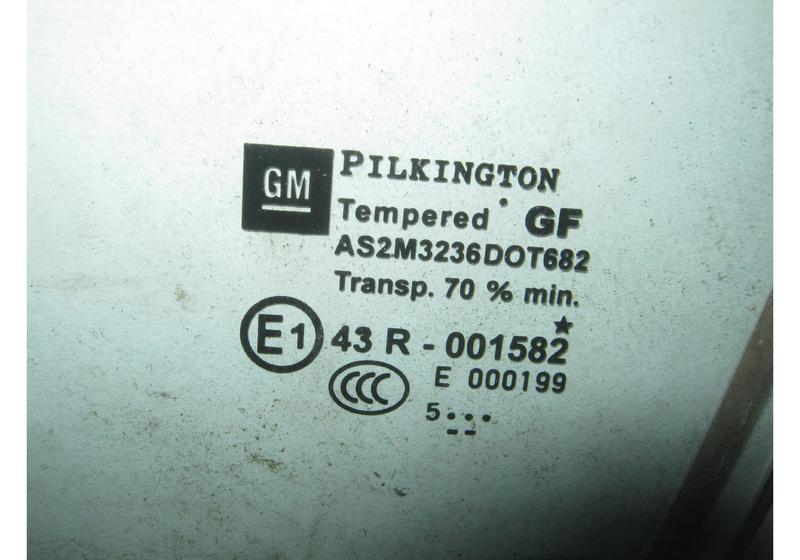 GM
PILKINGTON
Tempered GF
AS2M3236DOT682
Transp. 70 % min.
E1 43 R - 001582
CCC E 000199
5...